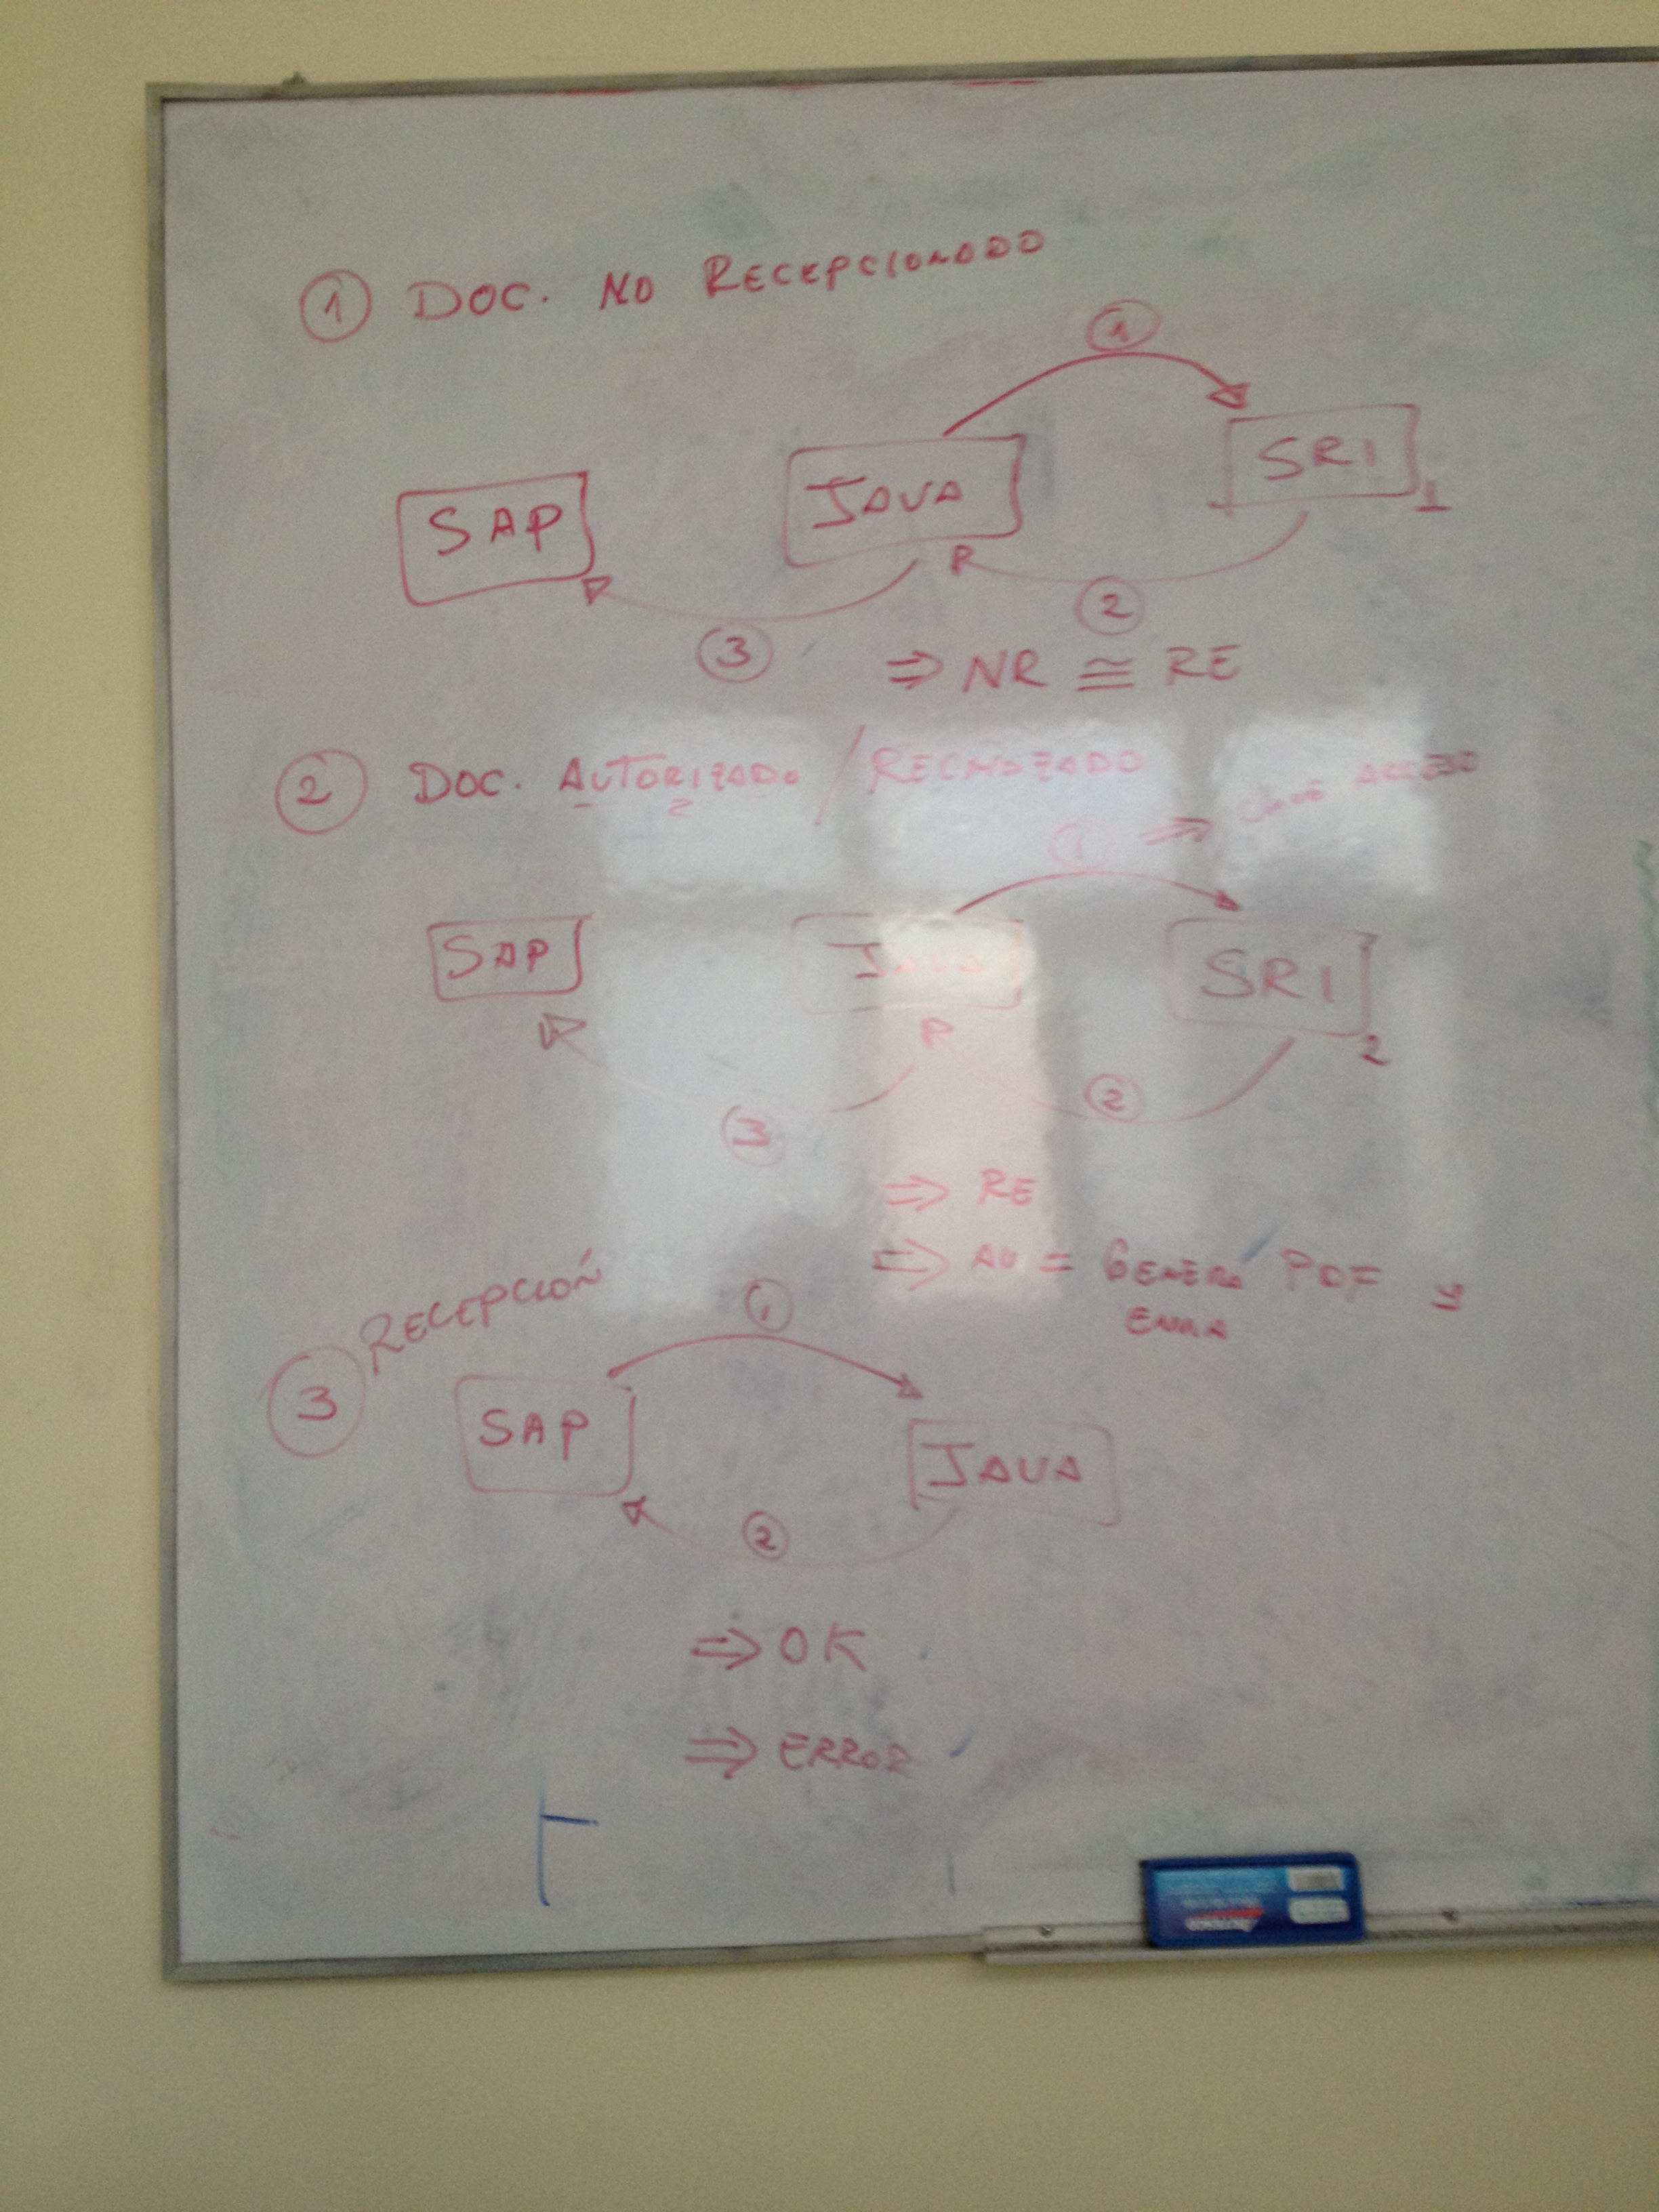 1 DOC. NO RECEPCIONADO
1
SAP JAVA SRI 1
3 2
⇒ NR ≅ RE
2 DOC. AUTORIZADO / RECHAZADO
1 ⇒ CLAVE ACCESO
SAP JAVA SRI 2
3 2
⇒ RE
⇒ AU = GENERA PDF y
ENVIA
3 RECEPCIÓN
1
SAP JAVA
2
⇒ OK
⇒ ERROR